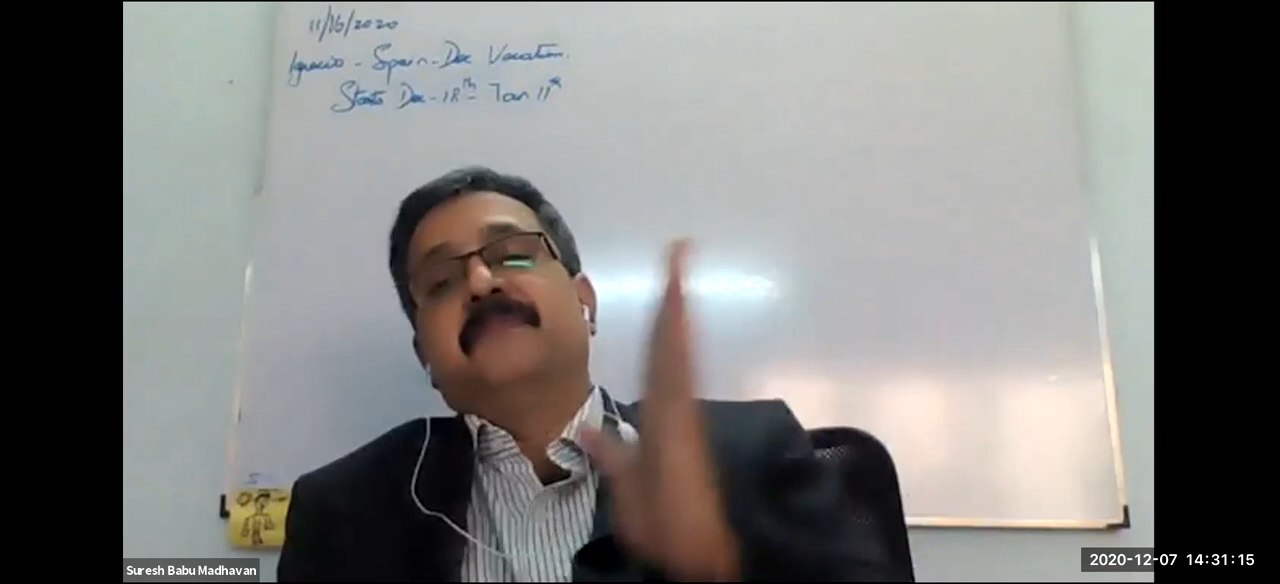 11/16/2020
Ignacio - Spain - Dec Vacation.
Starts Dec - 18th - Jan 11th
Suresh Babu Madhavan
2020-12-07 14:31:15